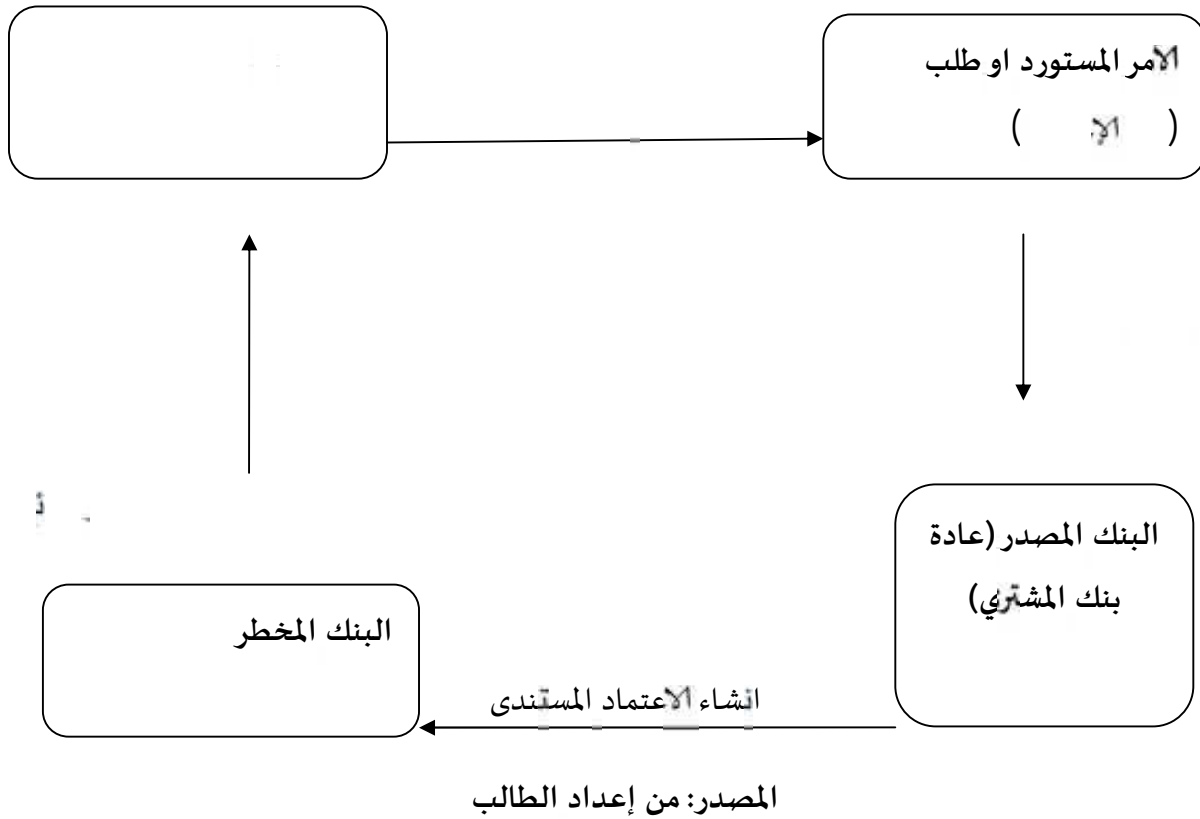 الامر المستورد او طلب
البنك المصدر (عادة
بنك المشتري)
البنك المخطر
انشاء الاعتماد المستندى
المصدر: من إعداد الطالب